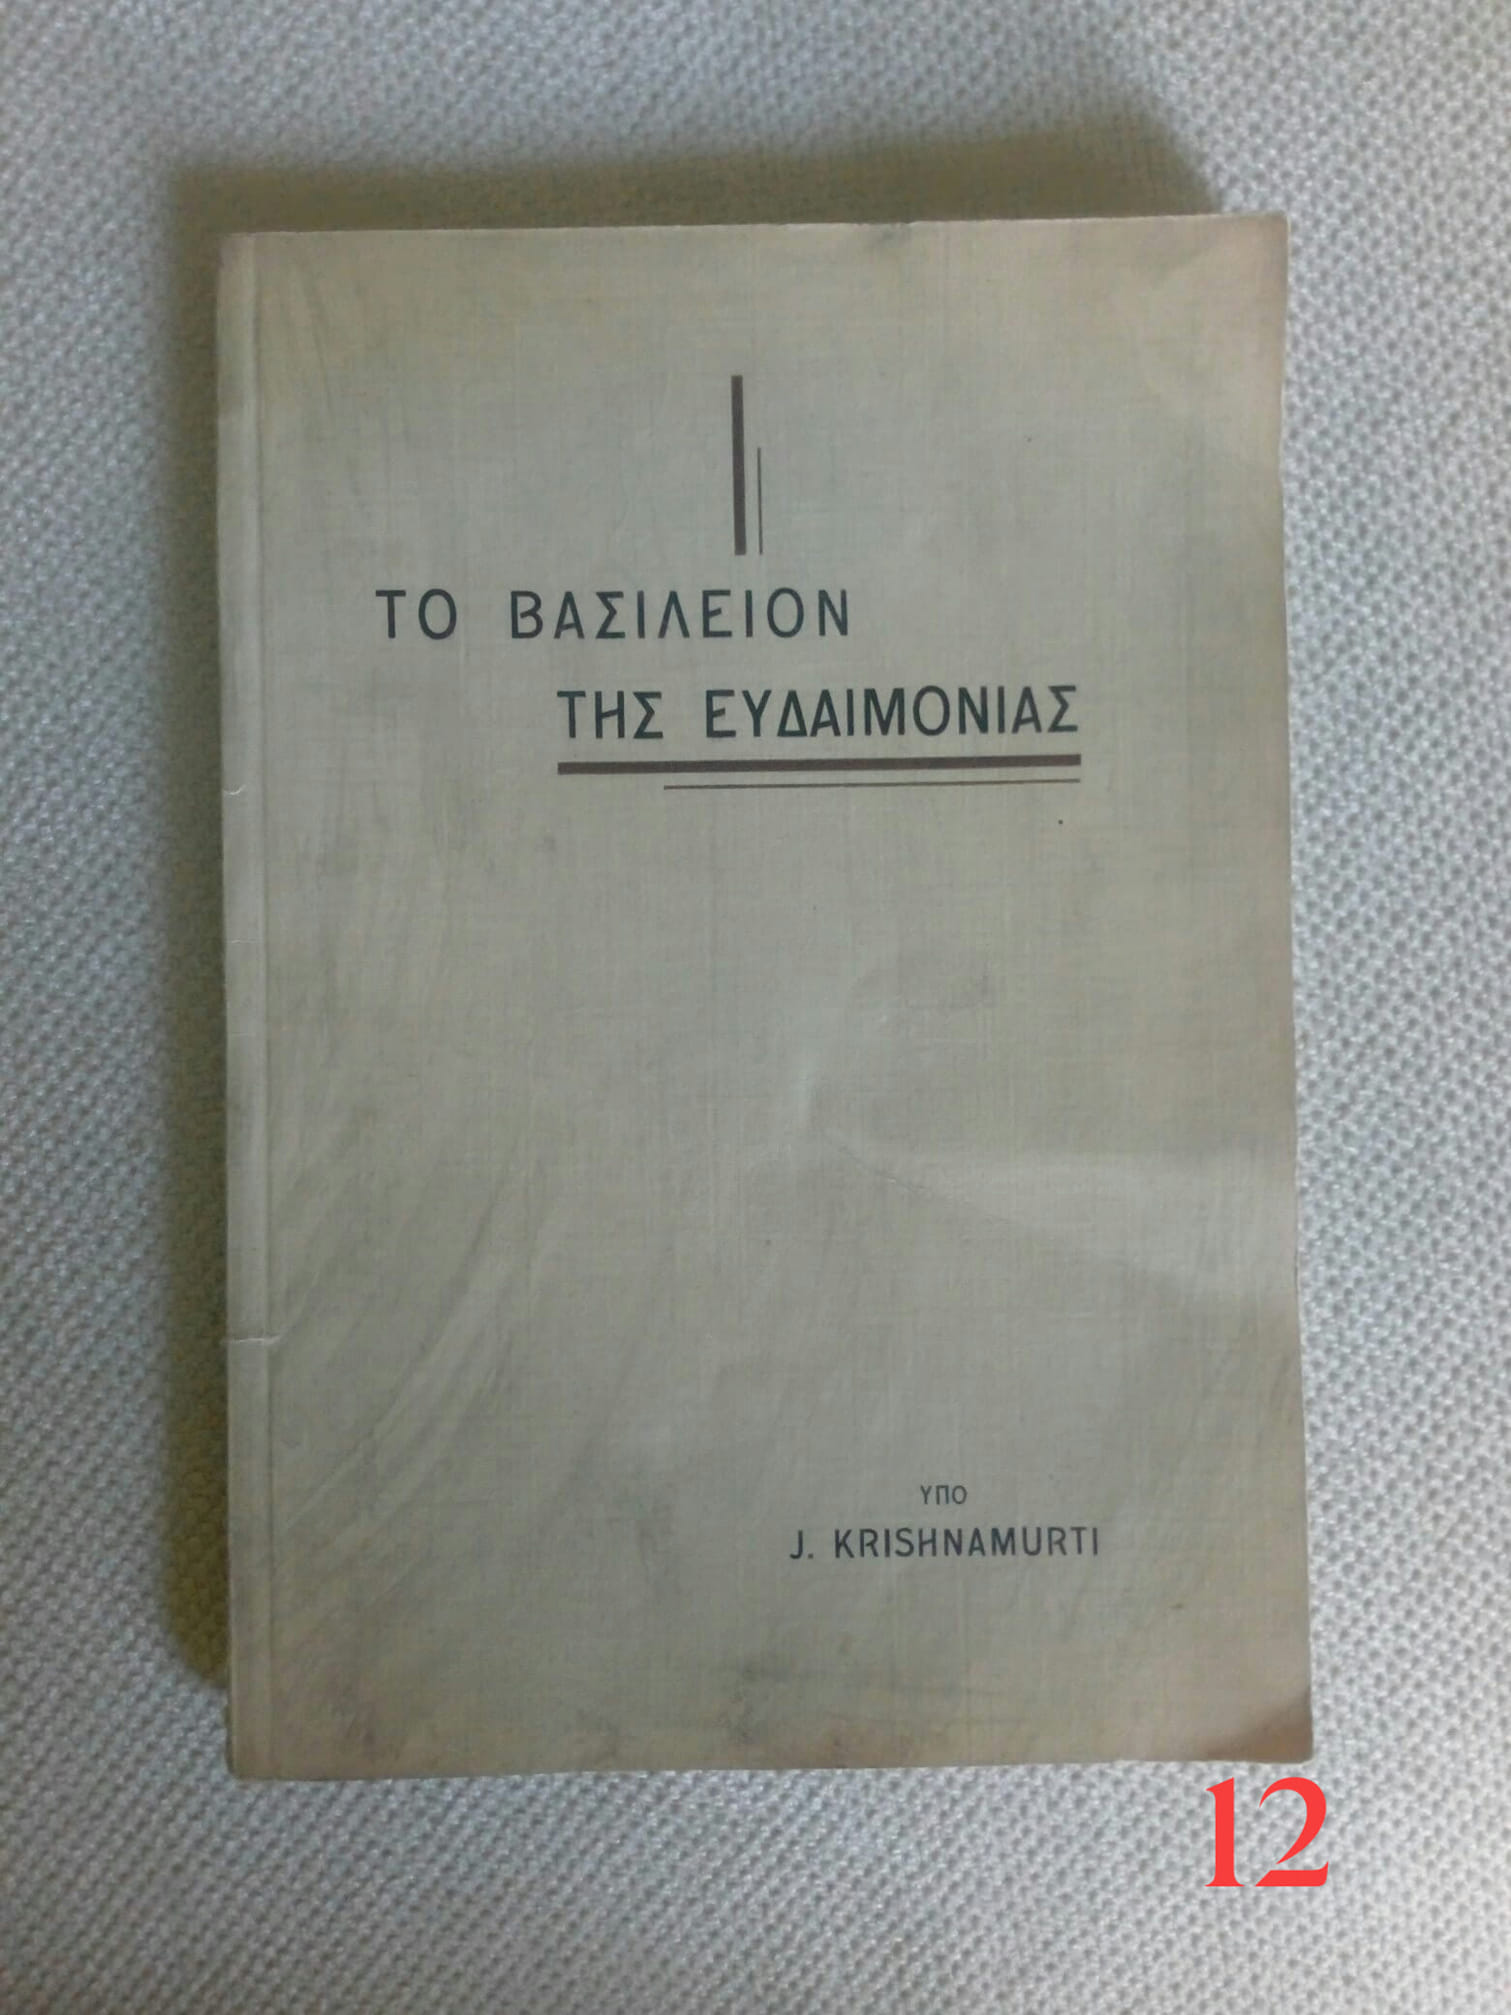 ΤΟ ΒΑΣΙΛΕΙΟΝ
ΤΗΣ ΕΥΔΑΙΜΟΝΙΑΣ
ΥΠΟ
J. KRISHNAMURTI
12